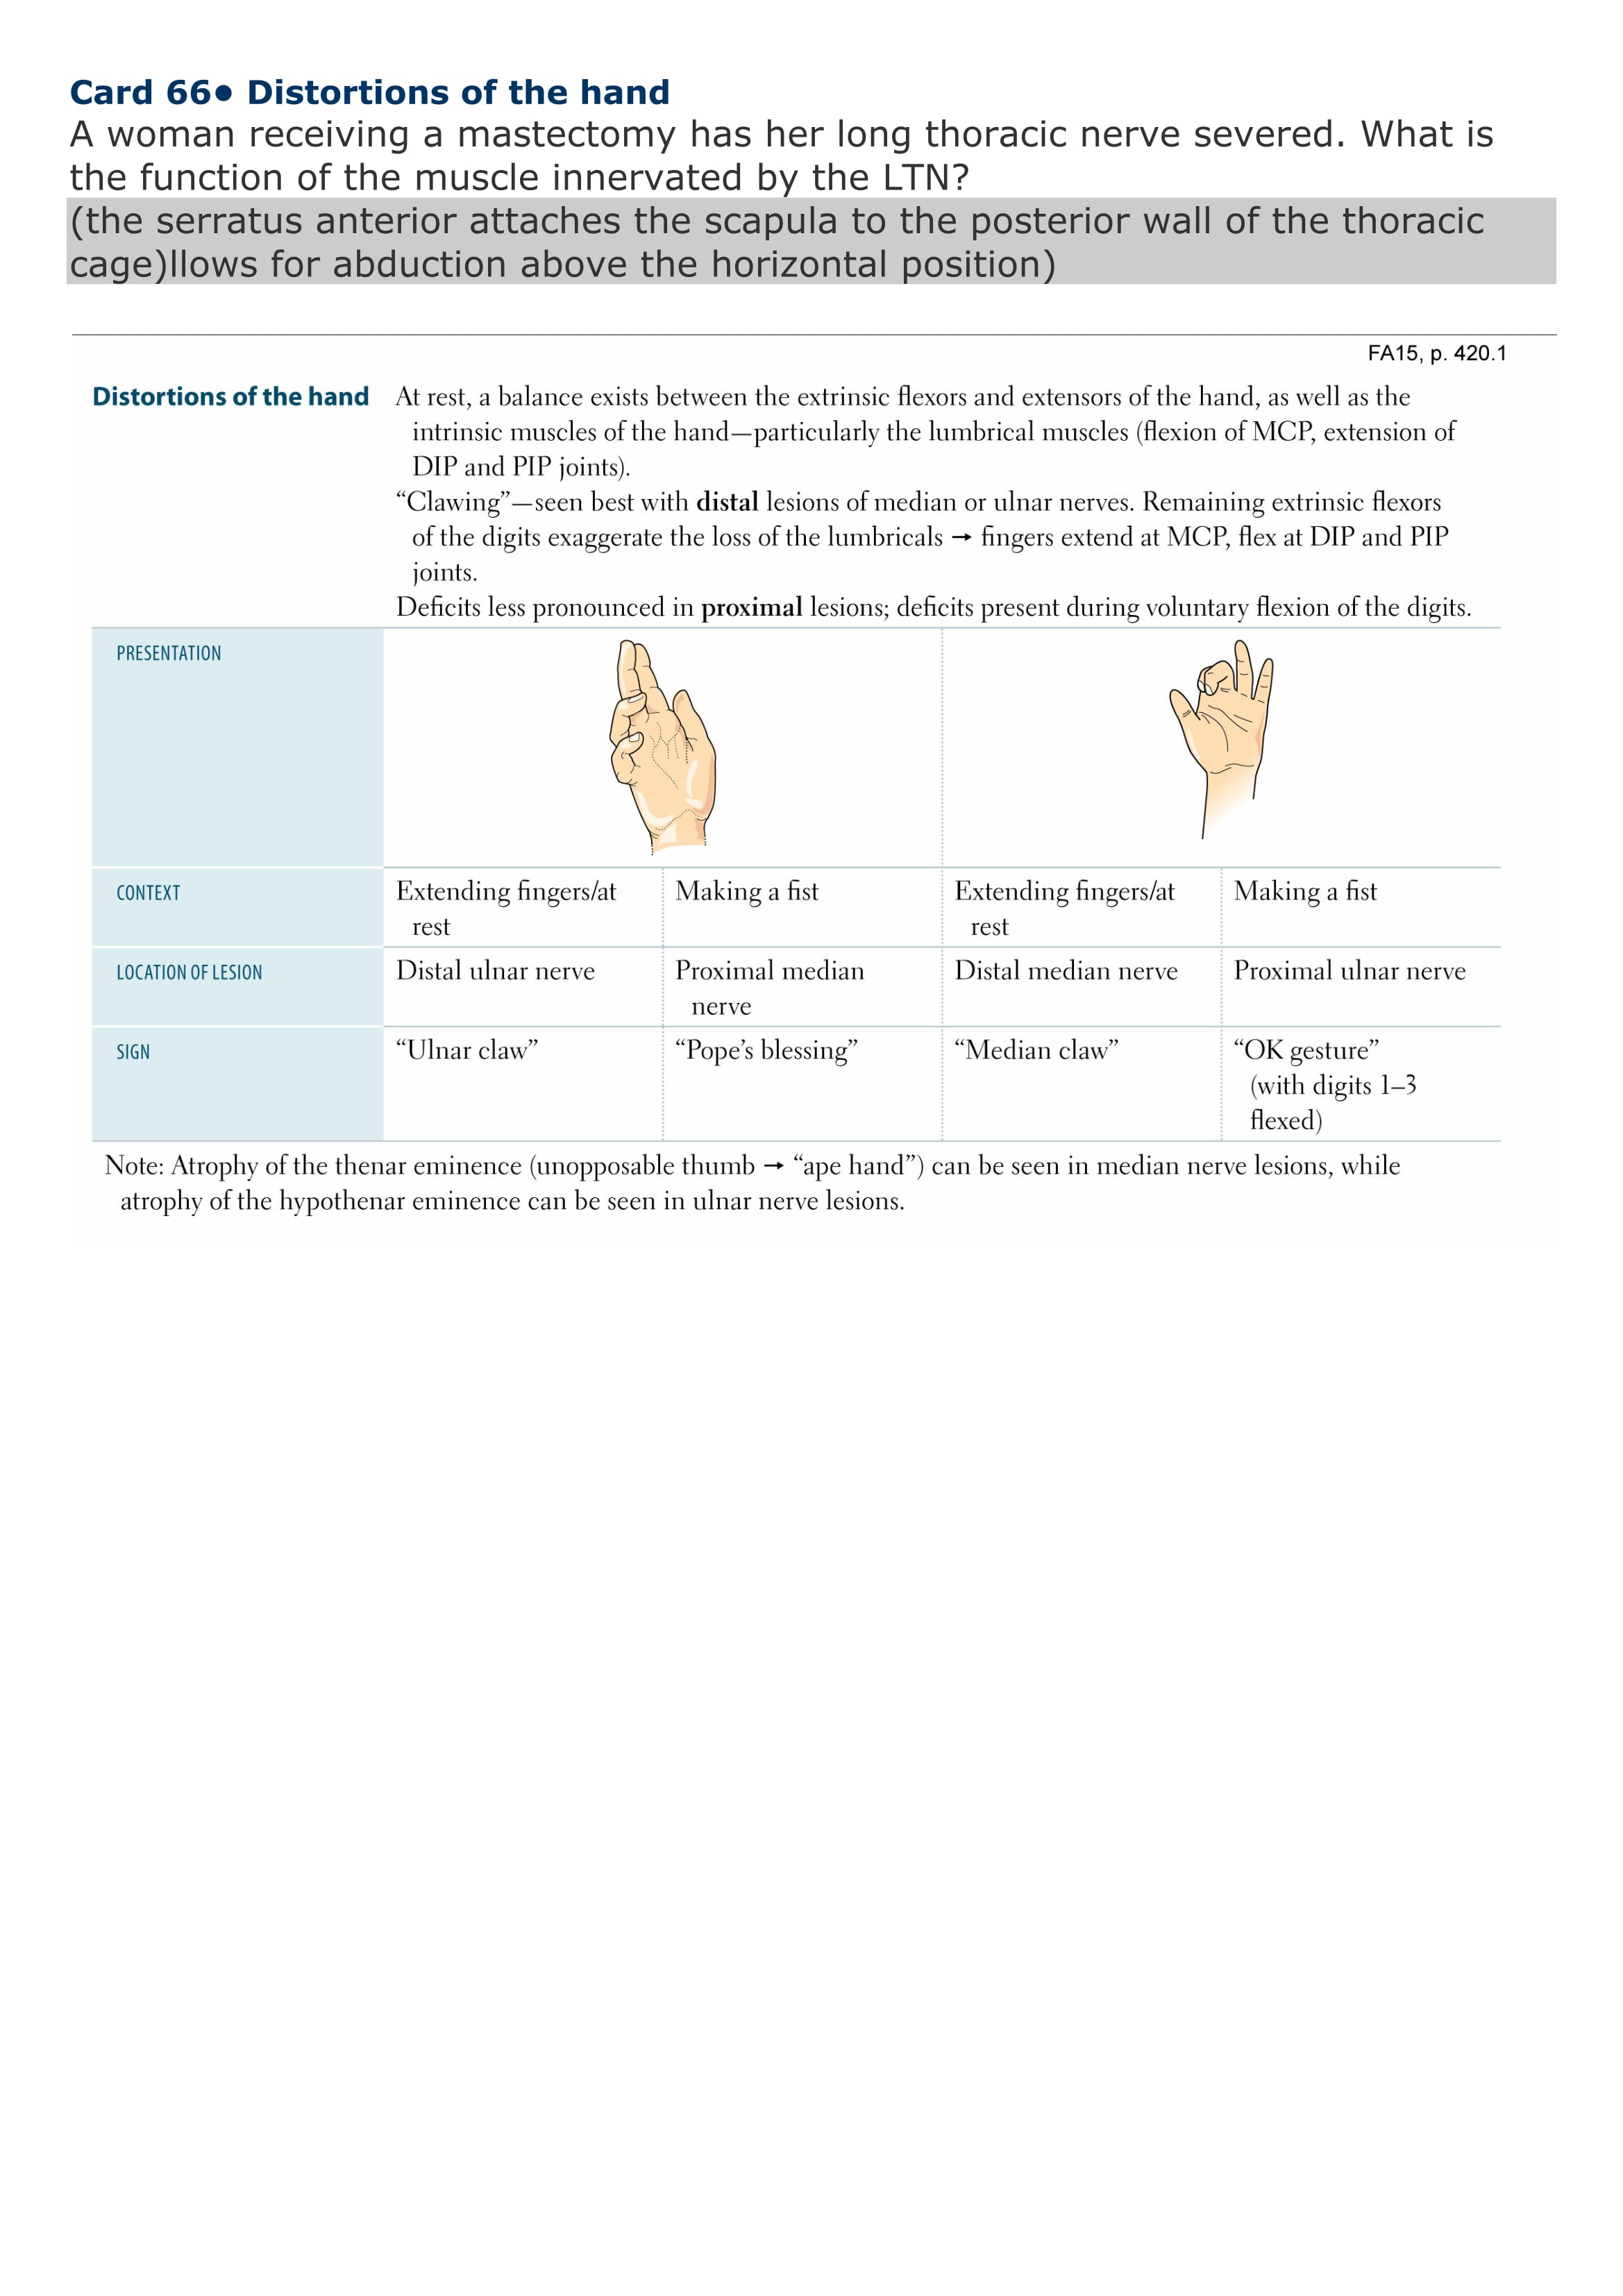 Card 66● Distortions of the hand
A woman receiving a mastectomy has her long thoracic nerve severed. What is
the function of the muscle innervated by the LTN?
(the serratus anterior attaches the scapula to the posterior wall of the thoracic
cage)llows for abduction above the horizontal position)
FA15, p. 420.1
Distortions of the hand
At rest, a balance exists between the extrinsic flexors and extensors of the hand, as well as the
intrinsic muscles of the hand—particularly the lumbrical muscles (flexion of MCP, extension of
DIP and PIP joints).
“Clawing”—seen best with distal lesions of median or ulnar nerves. Remaining extrinsic flexors
of the digits exaggerate the loss of the lumbricals → fingers extend at MCP, flex at DIP and PIP
joints.
Deficits less pronounced in proximal lesions; deficits present during voluntary flexion of the digits.
PRESENTATION
CONTEXT
Extending fingers/at
rest
Making a fist
Extending fingers/at
rest
Making a fist
LOCATION OF LESION
Distal ulnar nerve
Proximal median
nerve
Distal median nerve
Proximal ulnar nerve
SIGN
“Ulnar claw”
“Pope’s blessing”
“Median claw”
“OK gesture”
(with digits 1–3
flexed)
Note: Atrophy of the thenar eminence (unopposable thumb → “ape hand”) can be seen in median nerve lesions, while
atrophy of the hypothenar eminence can be seen in ulnar nerve lesions.